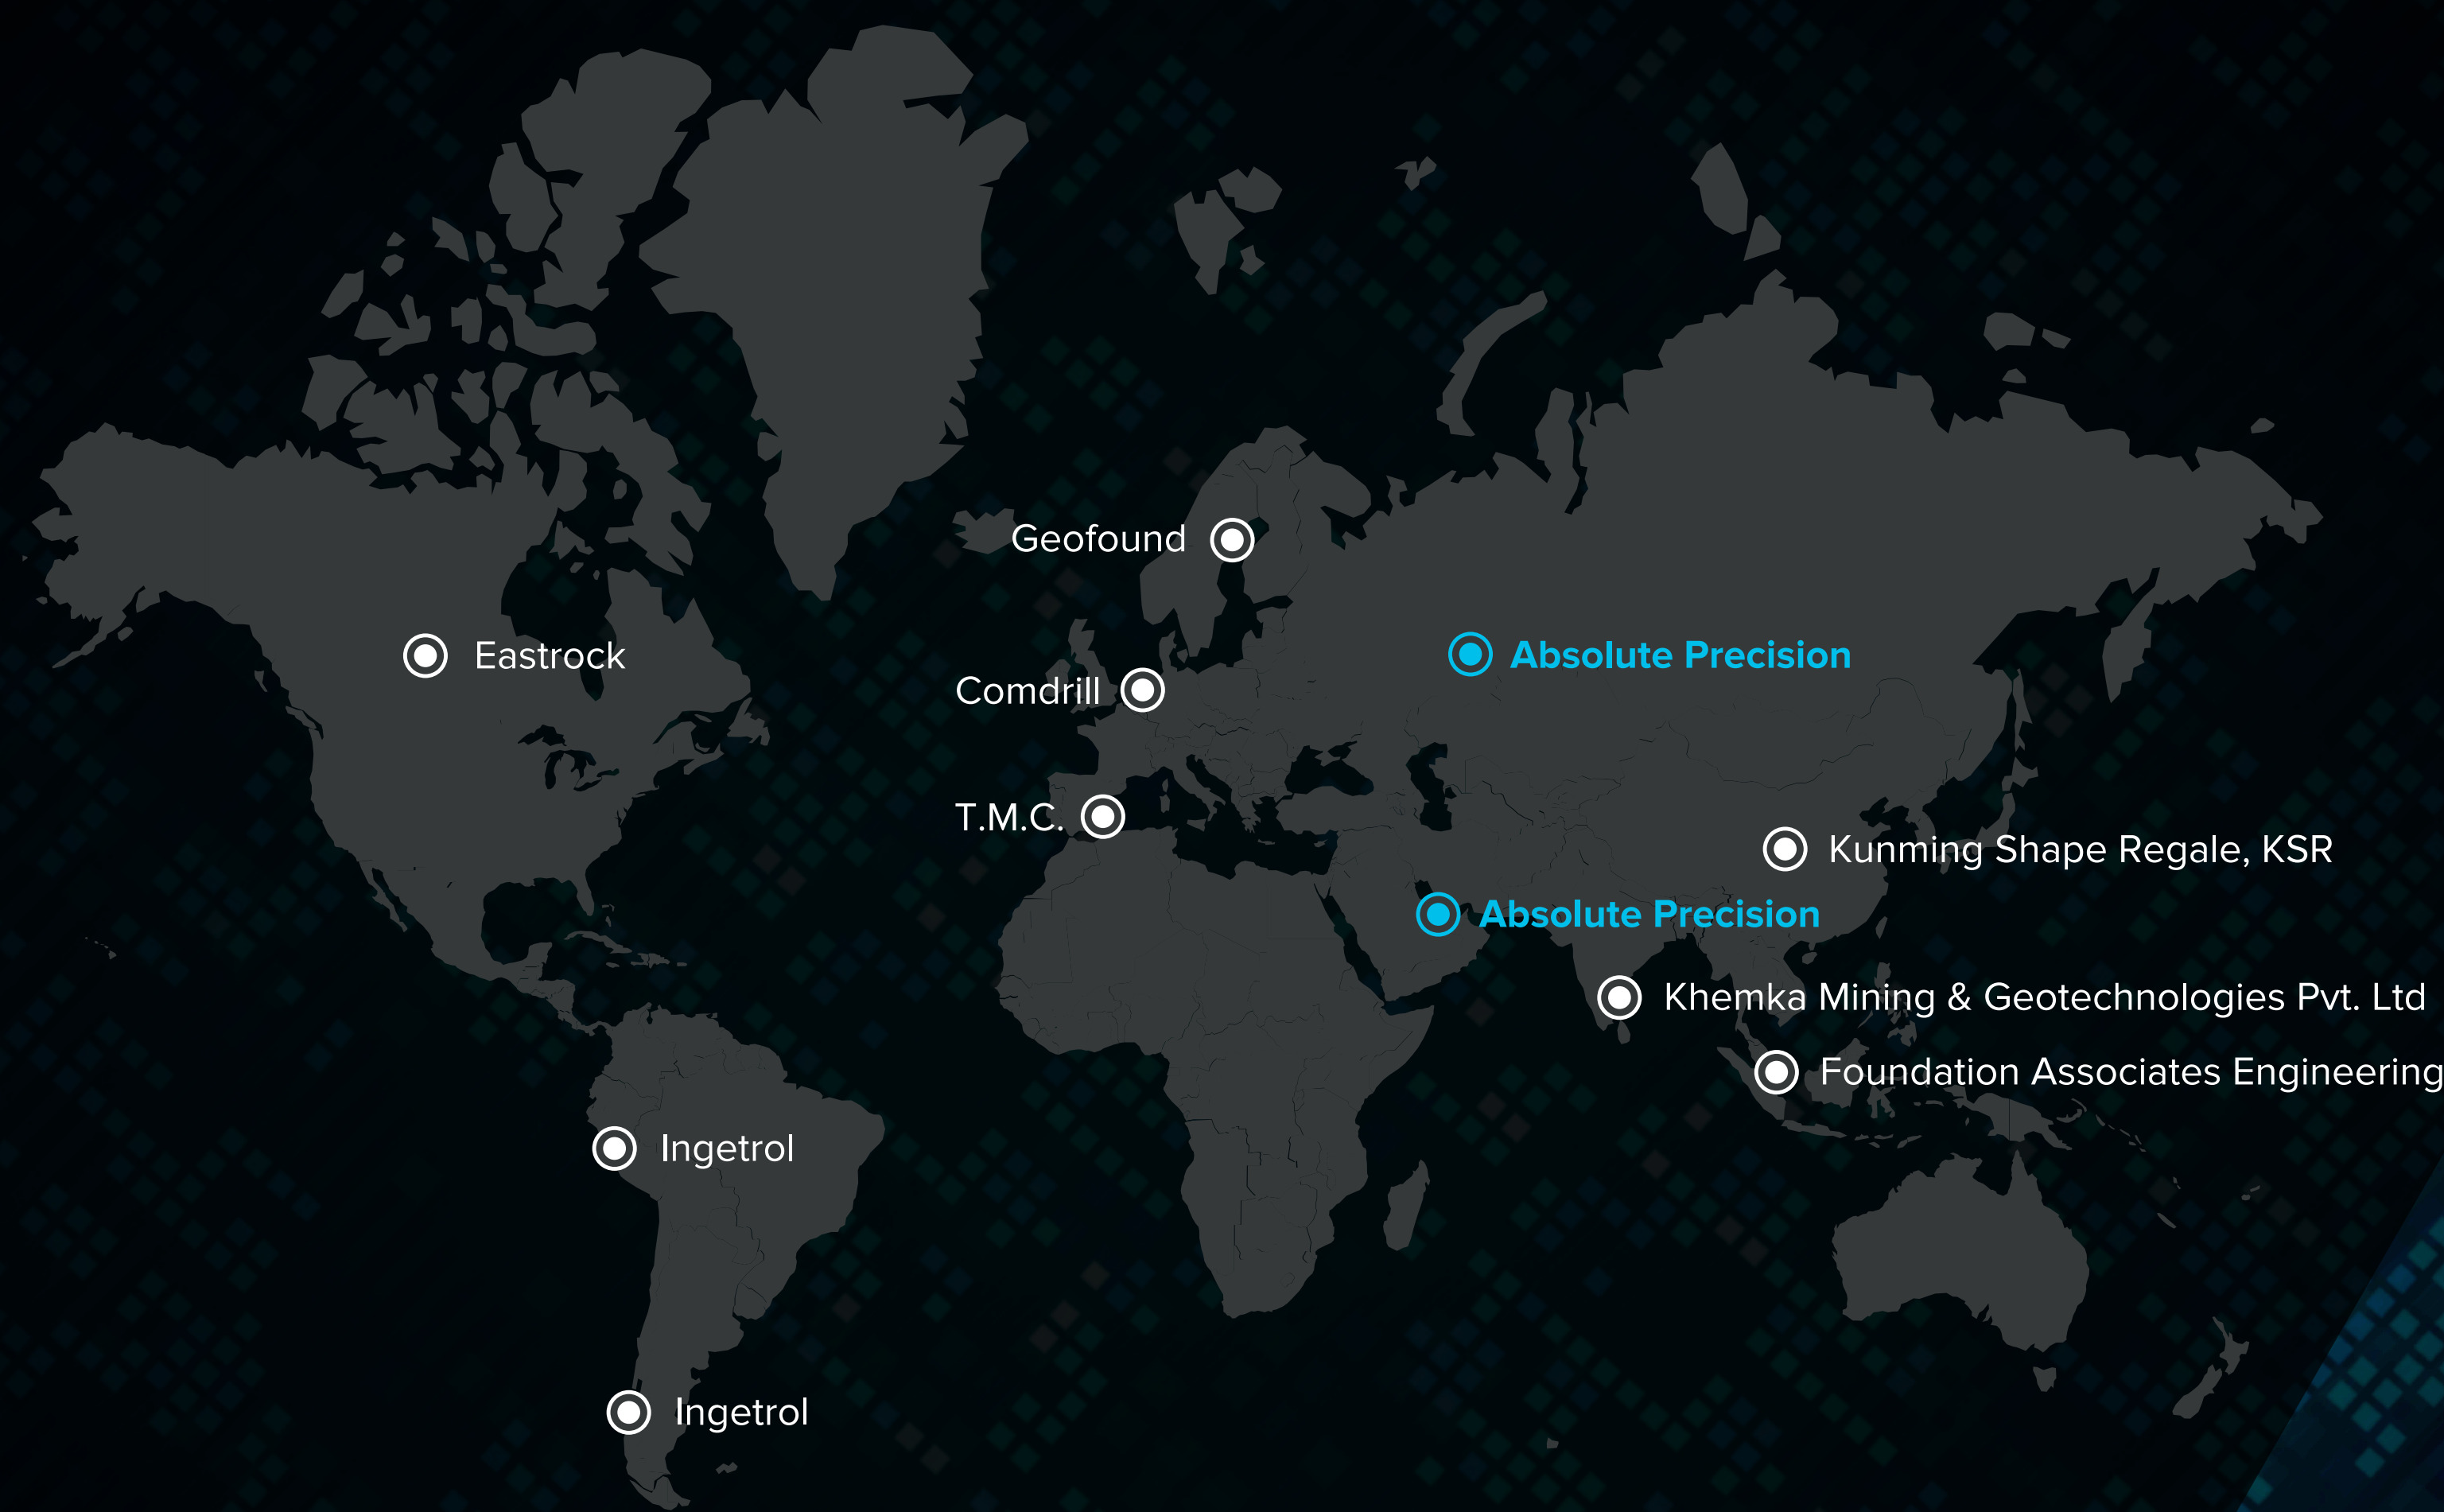 Geofound
Eastrock
Absolute Precision
Comdrill
T.M.C.
Kunming Shape Regale, KSR
Absolute Precision
Khemka Mining & Geotechnologies Pvt. Ltd
Foundation Associates Engineering
Ingetrol
Ingetrol